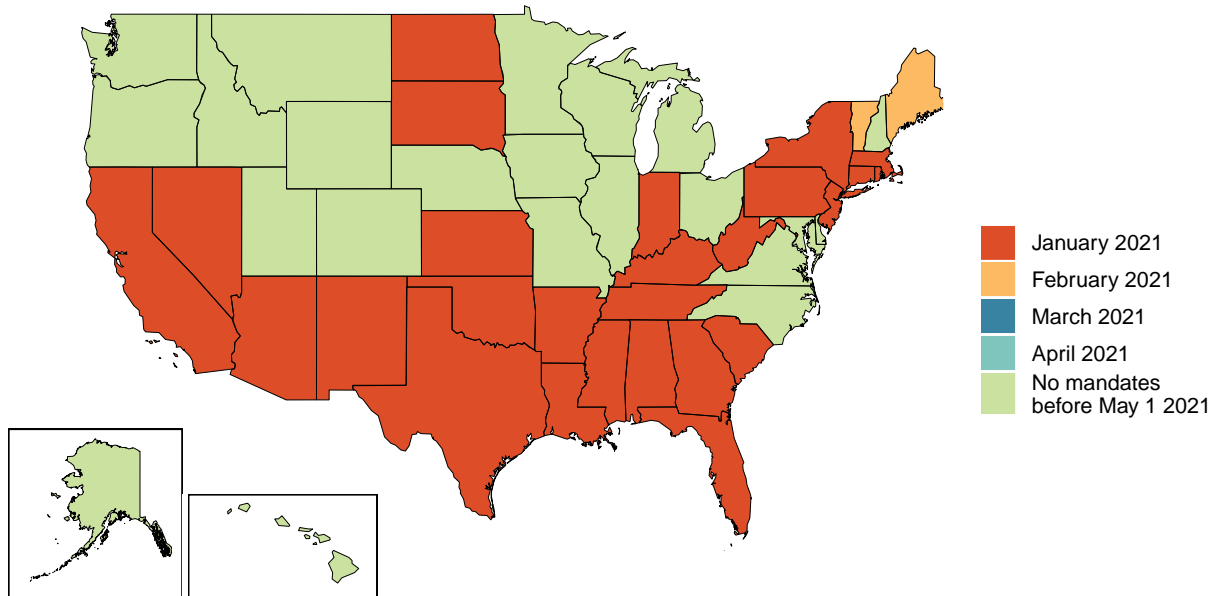 January 2021
February 2021
March 2021
April 2021
No mandates
before May 1 2021